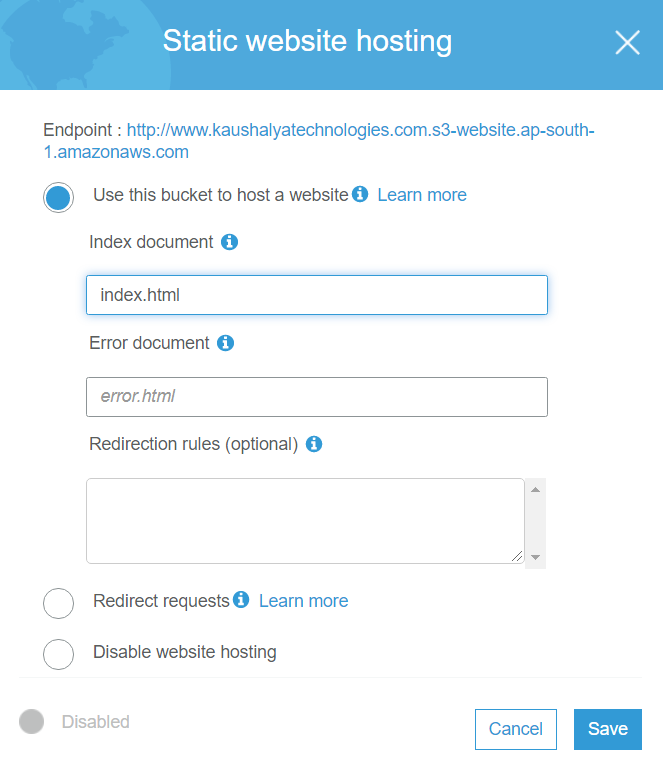 Static website hosting
Endpoint : http://www.kaushalyatechnologies.com.s3-website.ap-south-
1.amazonaws.com
Use this bucket to host a website Learn more
Index document
index.html
Error document
error.html
Redirection rules (optional)
Redirect requests Learn more
Disable website hosting
Disabled
Cancel
Save